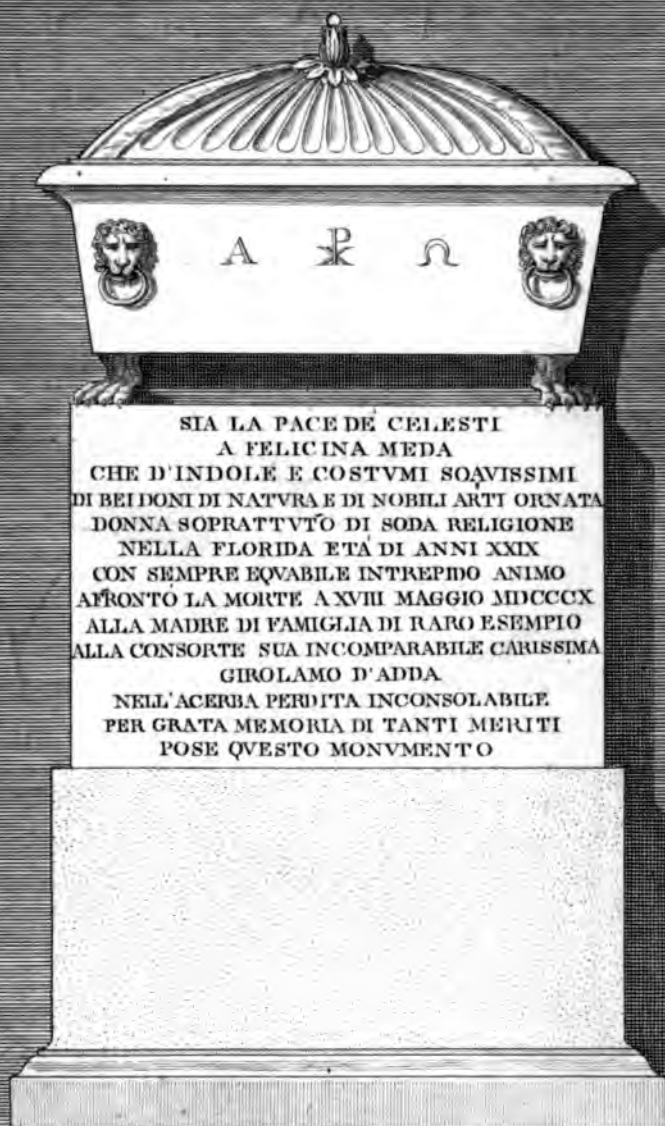 Α ☧ Ω
SIA LA PACE DE' CELESTI
A FELICINA MEDA
CHE D'INDOLE E COSTVMI SOAVISSIMI
DI BEI DONI DI NATVRA E DI NOBILI ARTI ORNATA
DONNA SOPRATTVTO DI SODA RELIGIONE
NELLA FLORIDA ETÁ DI ANNI XXIX
CON SEMPRE EQVABILE INTREPIDO ANIMO
AFRONTÓ LA MORTE A XVIII MAGGIO MDCCCX
ALLA MADRE DI FAMIGLIA DI RARO ESEMPIO
ALLA CONSORTE SUA INCOMPARABILE CARISSIMA
GIROLAMO D'ADDA
NELL'ACERBA PERDITA INCONSOLABILE
PER GRATA MEMORIA DI TANTI MERITI
POSE QVESTO MONVMENTO